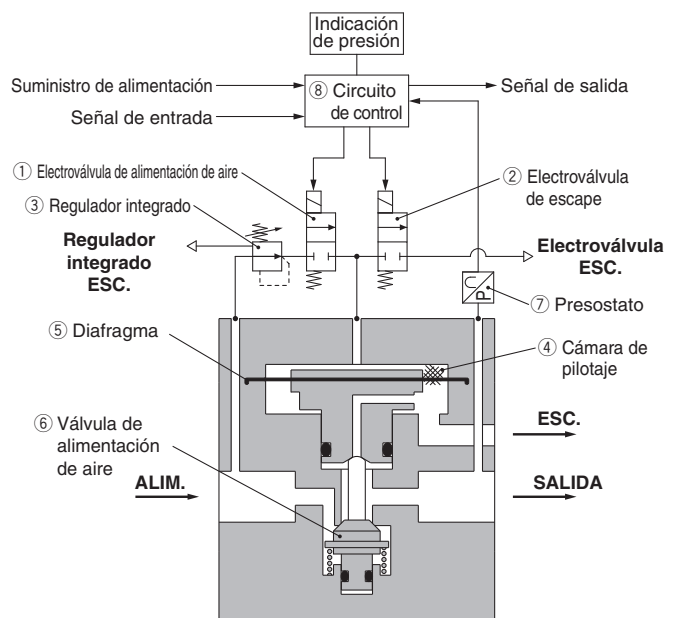 Indicación
de presión
Suministro de alimentación
⑧ Circuito
de control
Señal de salida
Señal de entrada
① Electroválvula de alimentación de aire
② Electroválvula
de escape
③ Regulador integrado
Regulador
integrado
ESC.
Electroválvula
ESC.
P
⑦ Presostato
⑤ Diafragma
④ Cámara de
pilotaje
⑥ Válvula de
alimentación
de aire
ESC.
ALIM.
SALIDA